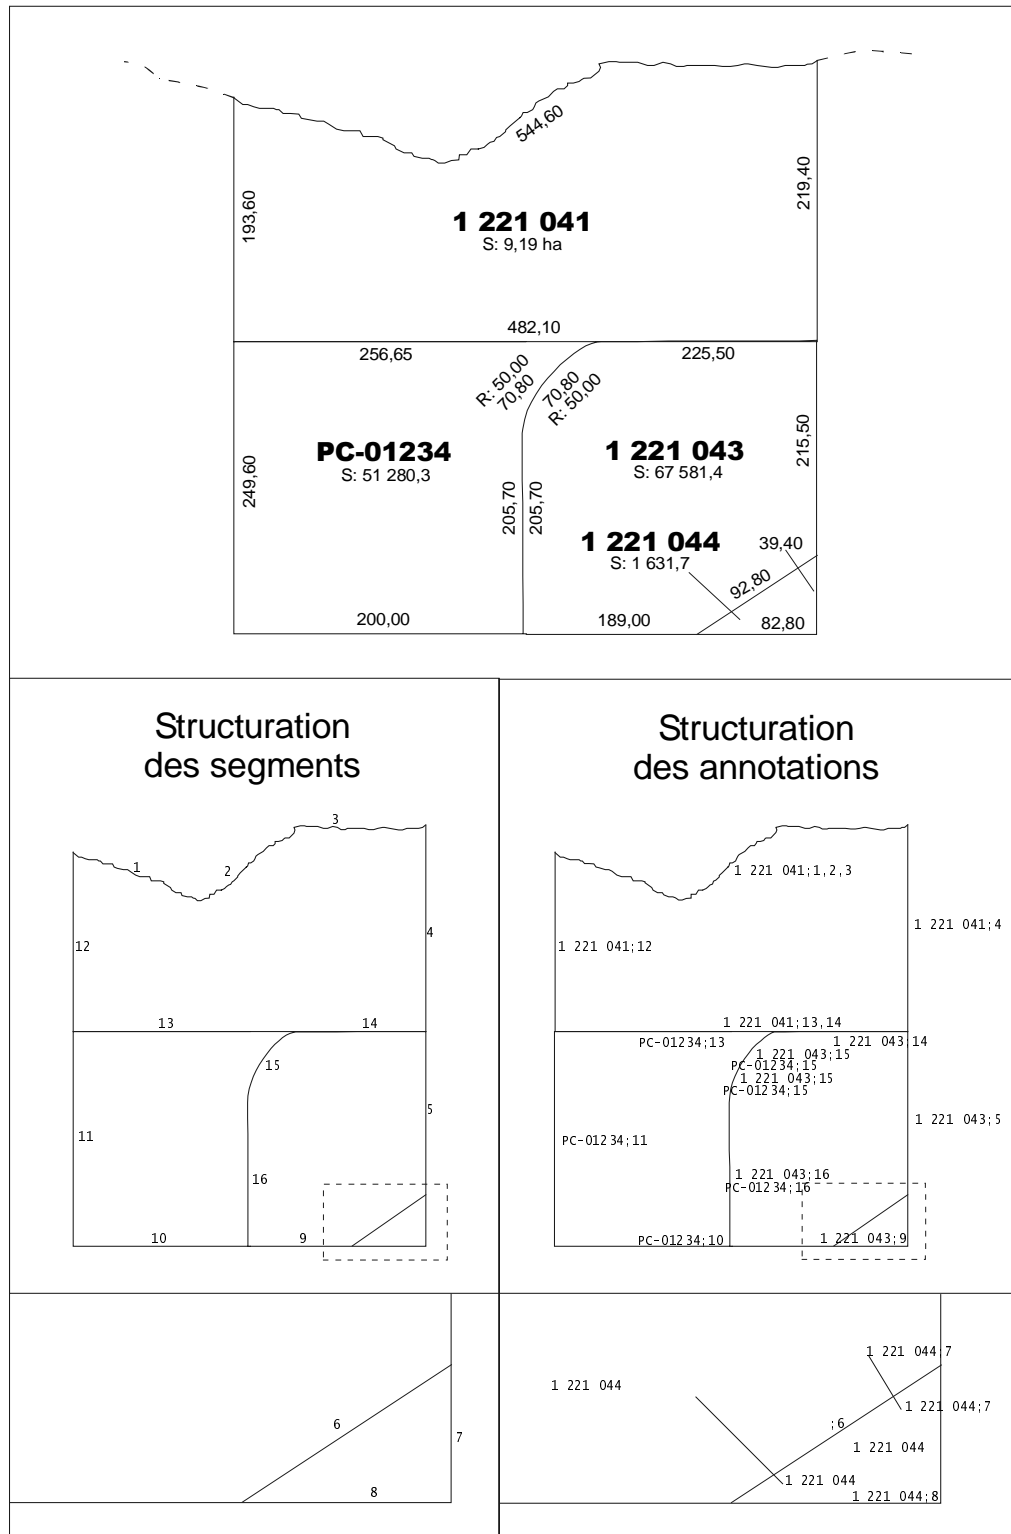 544,60
193,60
219,40
1 221 041
S: 9,19 ha
482,10
256,65
225,50
R: 50,00
70,80
70,80
R: 50,00
PC-01234
S: 51 280,3
1 221 043
S: 67 581,4
249,60
215,50
205,70
205,70
1 221 044
S: 1 631,7
39,40
92,80
200,00
189,00
82,80
Structuration
des segments
3
1
2
4
12
13
14
15
5
11
16
10
9
6
7
8
Structuration
des annotations
1 221 041;1,2,3
1 221 041;4
1 221 041;12
1 221 041;13,14
PC-01234;13
1 221 043;14
1 221 043;15
PC-01234;15
1 221 043;15
PC-01234;15
1 221 043;5
PC-01234;11
1 221 043;16
PC-01234;16
PC-01234;10
1 221 043;9
1 221 044;7
1 221 044
1 221 044;7
;6
1 221 044
1 221 044
1 221 044;8